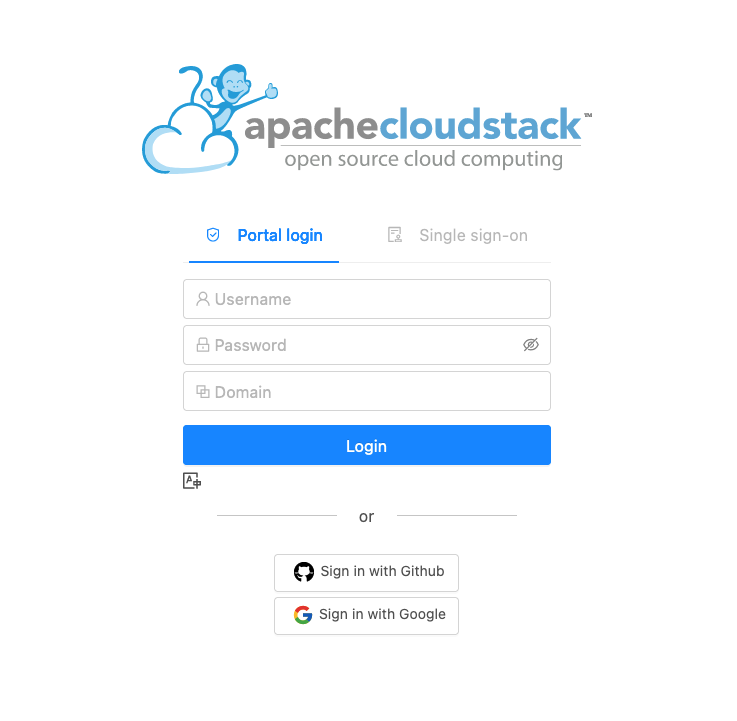 apachecloudstack™
open source cloud computing
Portal login
Single sign-on
Username
Password
Domain
Login
or
Sign in with Github
Sign in with Google